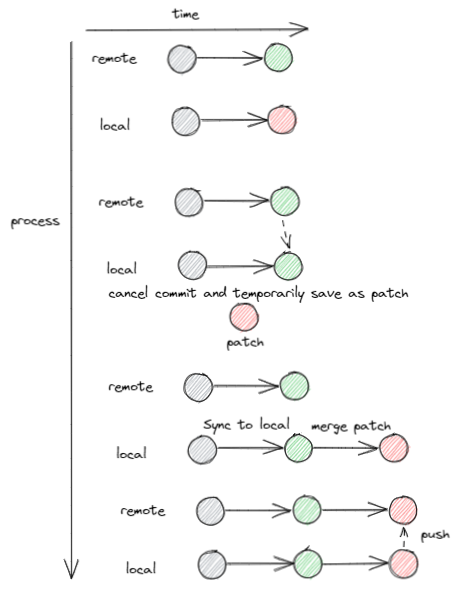 time
remote
local
remote
process
local
cancel commit and temporarily save as patch
patch
remote
Sync to local merge patch
local
remote
push
local